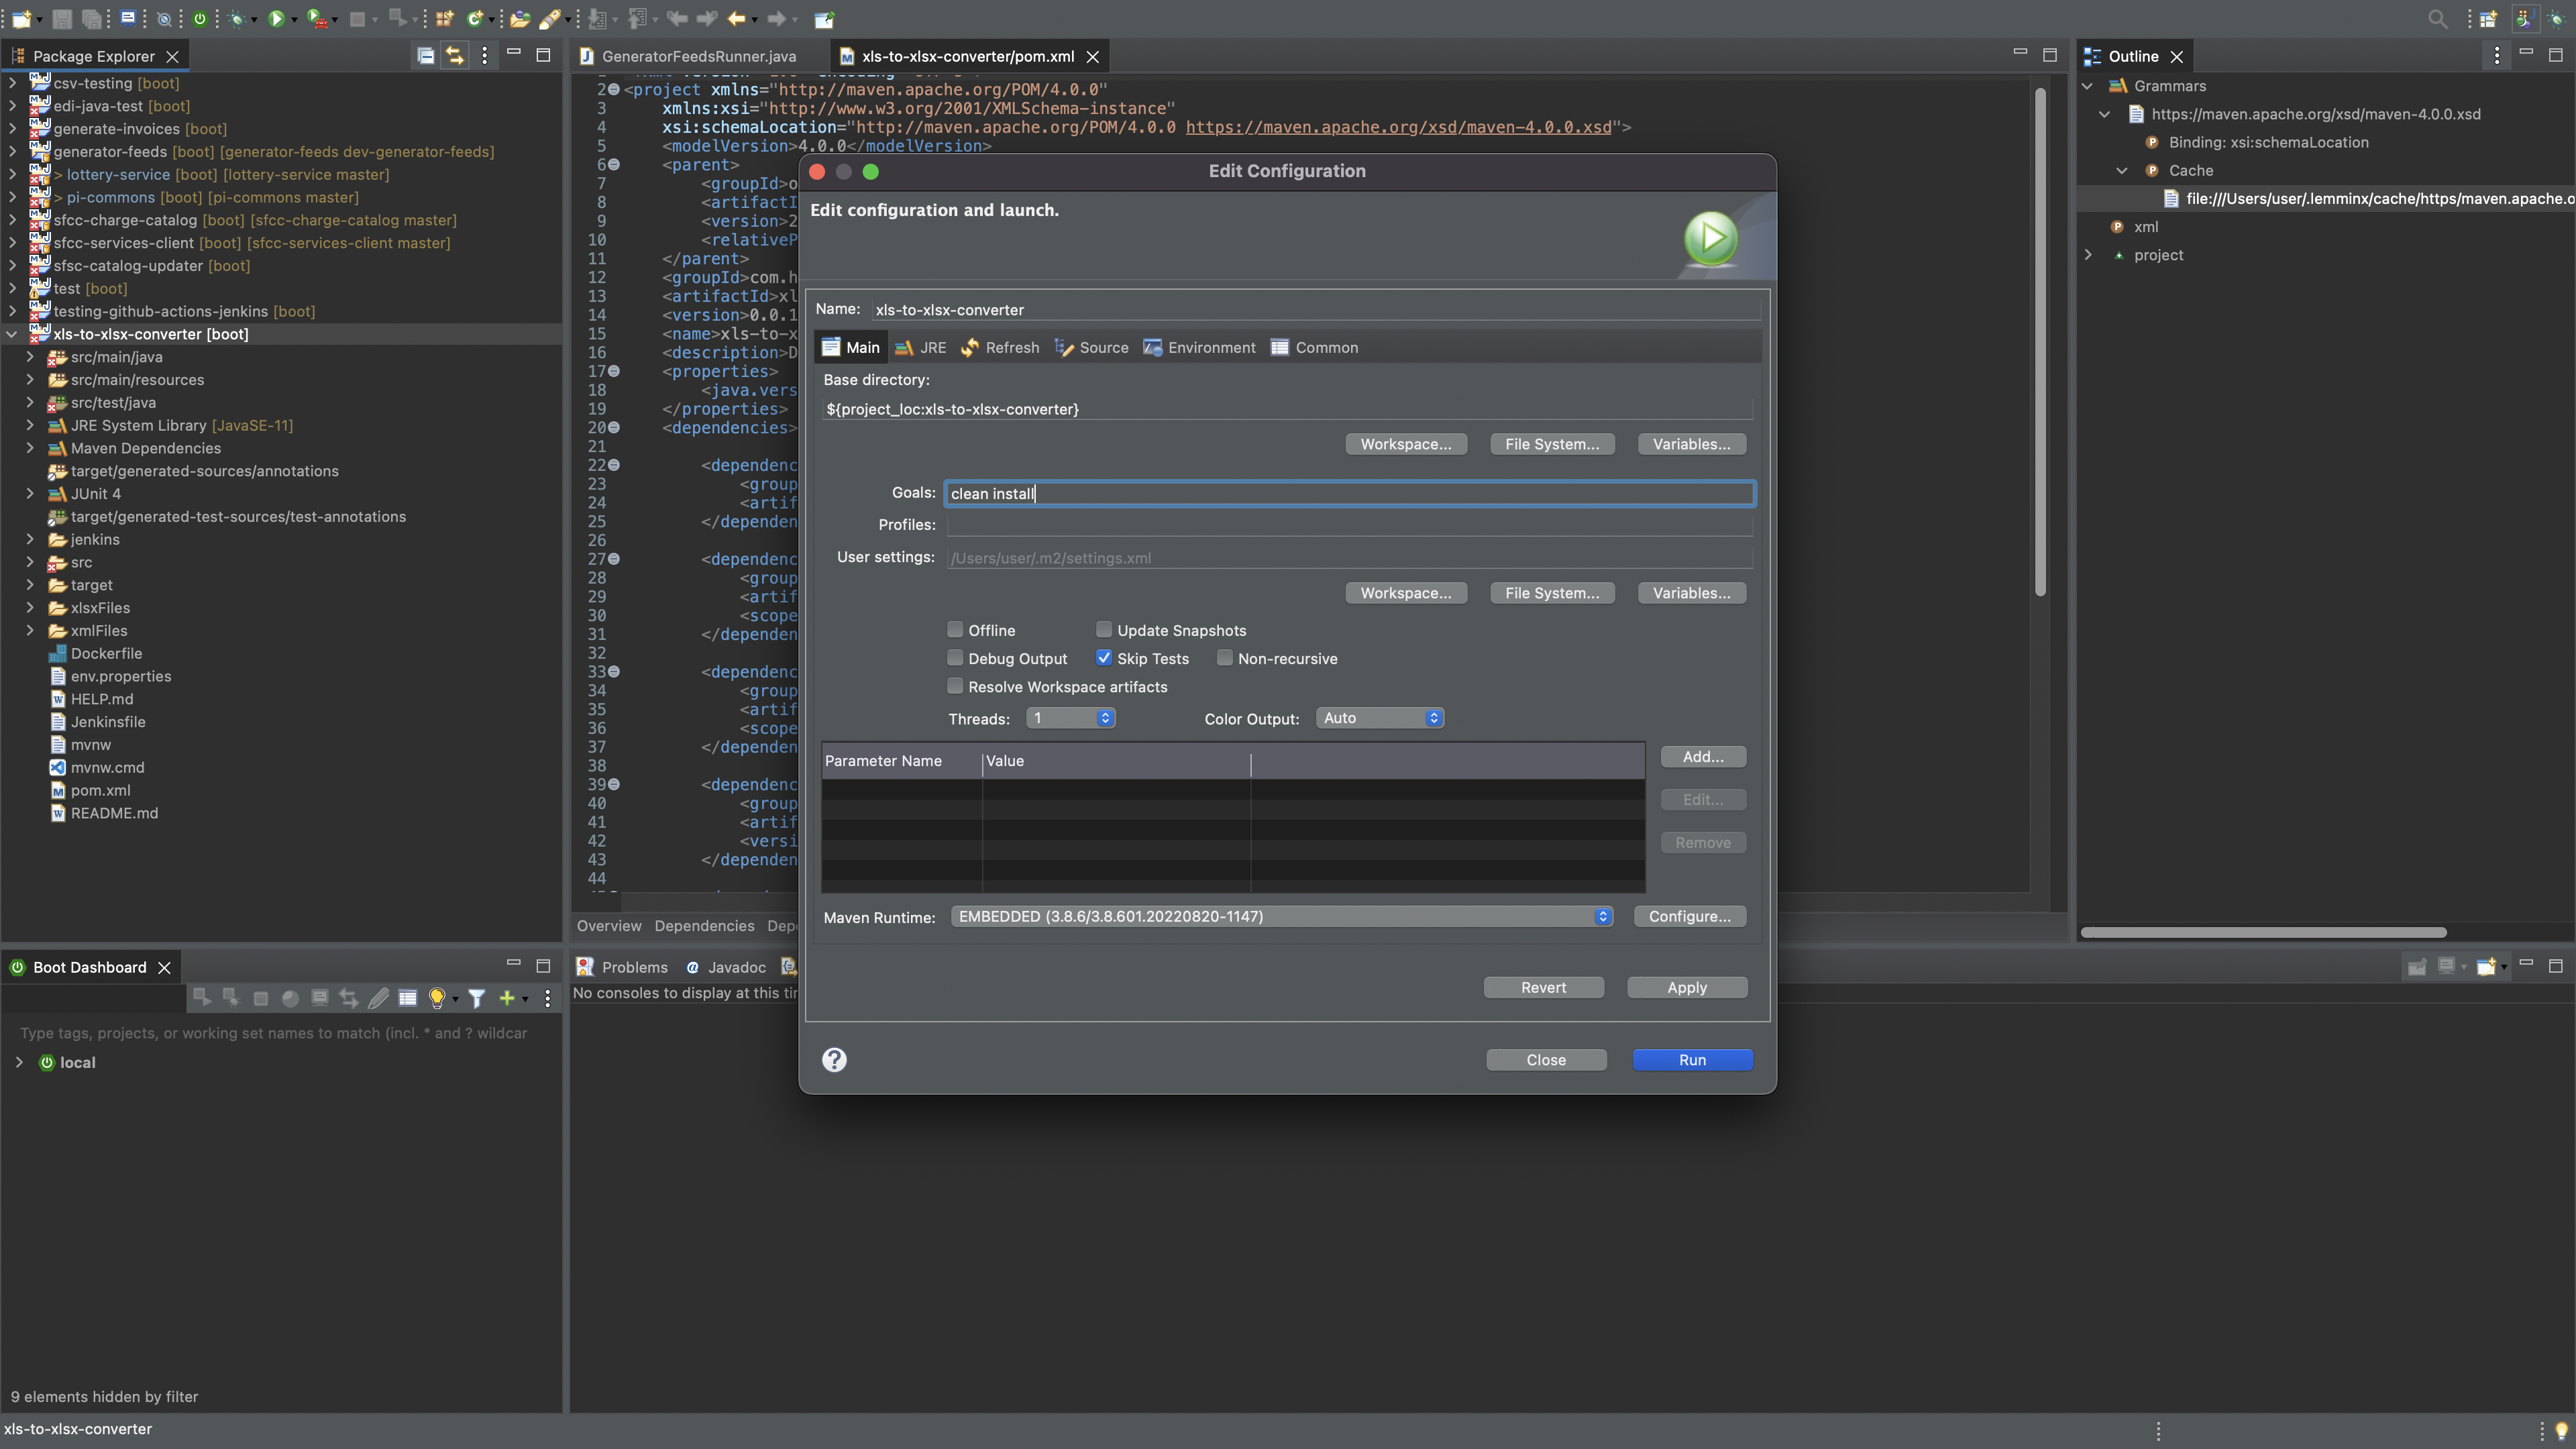 Package Explorer
csv-testing [boot]
edi-java-test [boot]
generate-invoices [boot]
generator-feeds [boot] [generator-feeds dev-generator-feeds]
> lottery-service [boot] [lottery-service master]
> pi-commons [boot] [pi-commons master]
sfcc-charge-catalog [boot] [sfcc-charge-catalog master]
sfcc-services-client [boot] [sfcc-services-client master]
sfsc-catalog-updater [boot]
test [boot]
testing-github-actions-jenkins [boot]
xls-to-xlsx-converter [boot]
src/main/java
src/main/resources
src/test/java
JRE System Library [JavaSE-11]
Maven Dependencies
target/generated-sources/annotations
JUnit 4
target/generated-test-sources/test-annotations
jenkins
src
target
xlsxFiles
xmlFiles
Dockerfile
env.properties
HELP.md
Jenkinsfile
mvnw
mvnw.cmd
pom.xml
README.md
Boot Dashboard
Type tags, projects, or working set names to match (incl. * and ? wildcar
local
9 elements hidden by filter
xls-to-xlsx-converter
GeneratorFeedsRunner.java
xls-to-xlsx-converter/pom.xml
2 <project xmlns="http://maven.apache.org/POM/4.0.0"
3 xmlns:xsi="http://www.w3.org/2001/XMLSchema-instance"
4 xsi:schemaLocation="http://maven.apache.org/POM/4.0.0 https://maven.apache.org/xsd/maven-4.0.0.xsd">
5 <modelVersion>4.0.0</modelVersion>
6 <parent>
7 <groupId>o
8 <artifactI
9 <version>2
10 <relativeP
11 </parent>
12 <groupId>com.h
13 <artifactId>xl
14 <version>0.0.1
15 <name>xls-to-x
16 <description>D
17 <properties>
18 <java.vers
19 </properties>
20 <dependencies>
21
22 <dependenc
23 <group
24 <artif
25 </dependen
26
27 <dependenc
28 <group
29 <artif
30 <scope
31 </dependen
32
33 <dependenc
34 <group
35 <artif
36 <scope
37 </dependen
38
39 <dependenc
40 <group
41 <artif
42 <versi
43 </dependen
44
Overview Dependencies Depe
Problems
Javadoc
No consoles to display at this tin
Edit Configuration
Edit configuration and launch.
Name: xls-to-xlsx-converter
Main JRE Refresh Source Environment Common
Base directory:
${project_loc:xls-to-xlsx-converter}
Workspace... File System... Variables...
Goals: clean install
Profiles:
User settings: /Users/user/.m2/settings.xml
Workspace... File System... Variables...
Offline Update Snapshots
Debug Output Skip Tests Non-recursive
Resolve Workspace artifacts
Threads: 1 Color Output: Auto
Parameter Name Value
Add...
Edit...
Remove
Maven Runtime: EMBEDDED (3.8.6/3.8.601.20220820-1147) Configure...
Revert Apply
? Close Run
Outline
Grammars
https://maven.apache.org/xsd/maven-4.0.0.xsd
Binding: xsi:schemaLocation
Cache
file:///Users/user/.lemminx/cache/https/maven.apache.o
xml
project